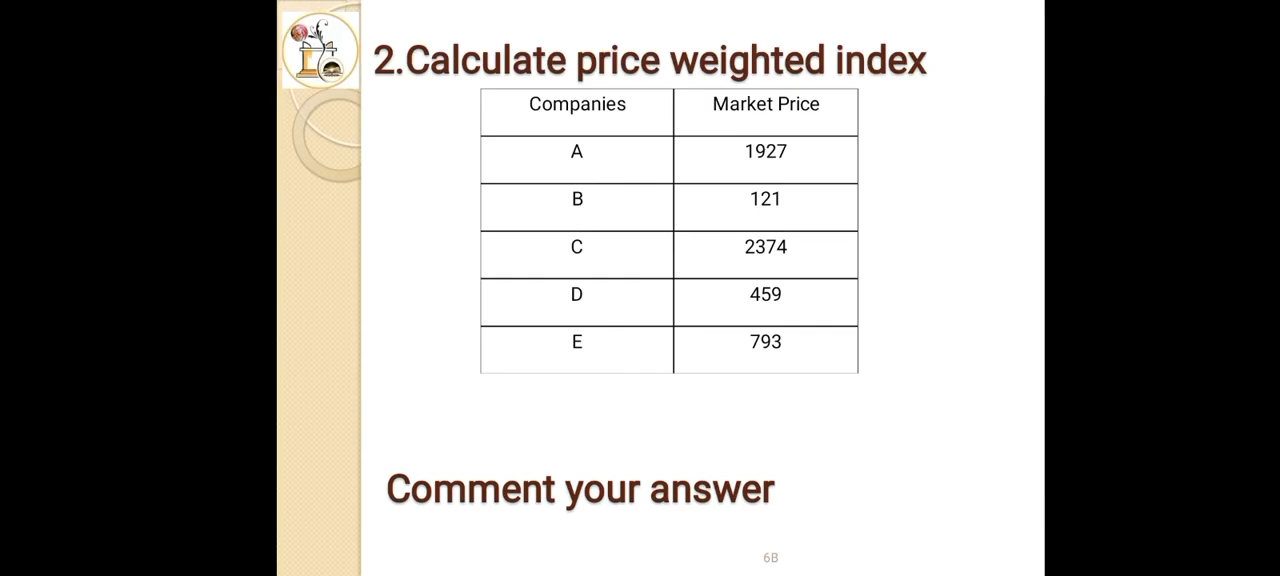 2.Calculate price weighted index
Companies Market Price
A 1927
B 121
C 2374
D 459
E 793
Comment your answer
6B